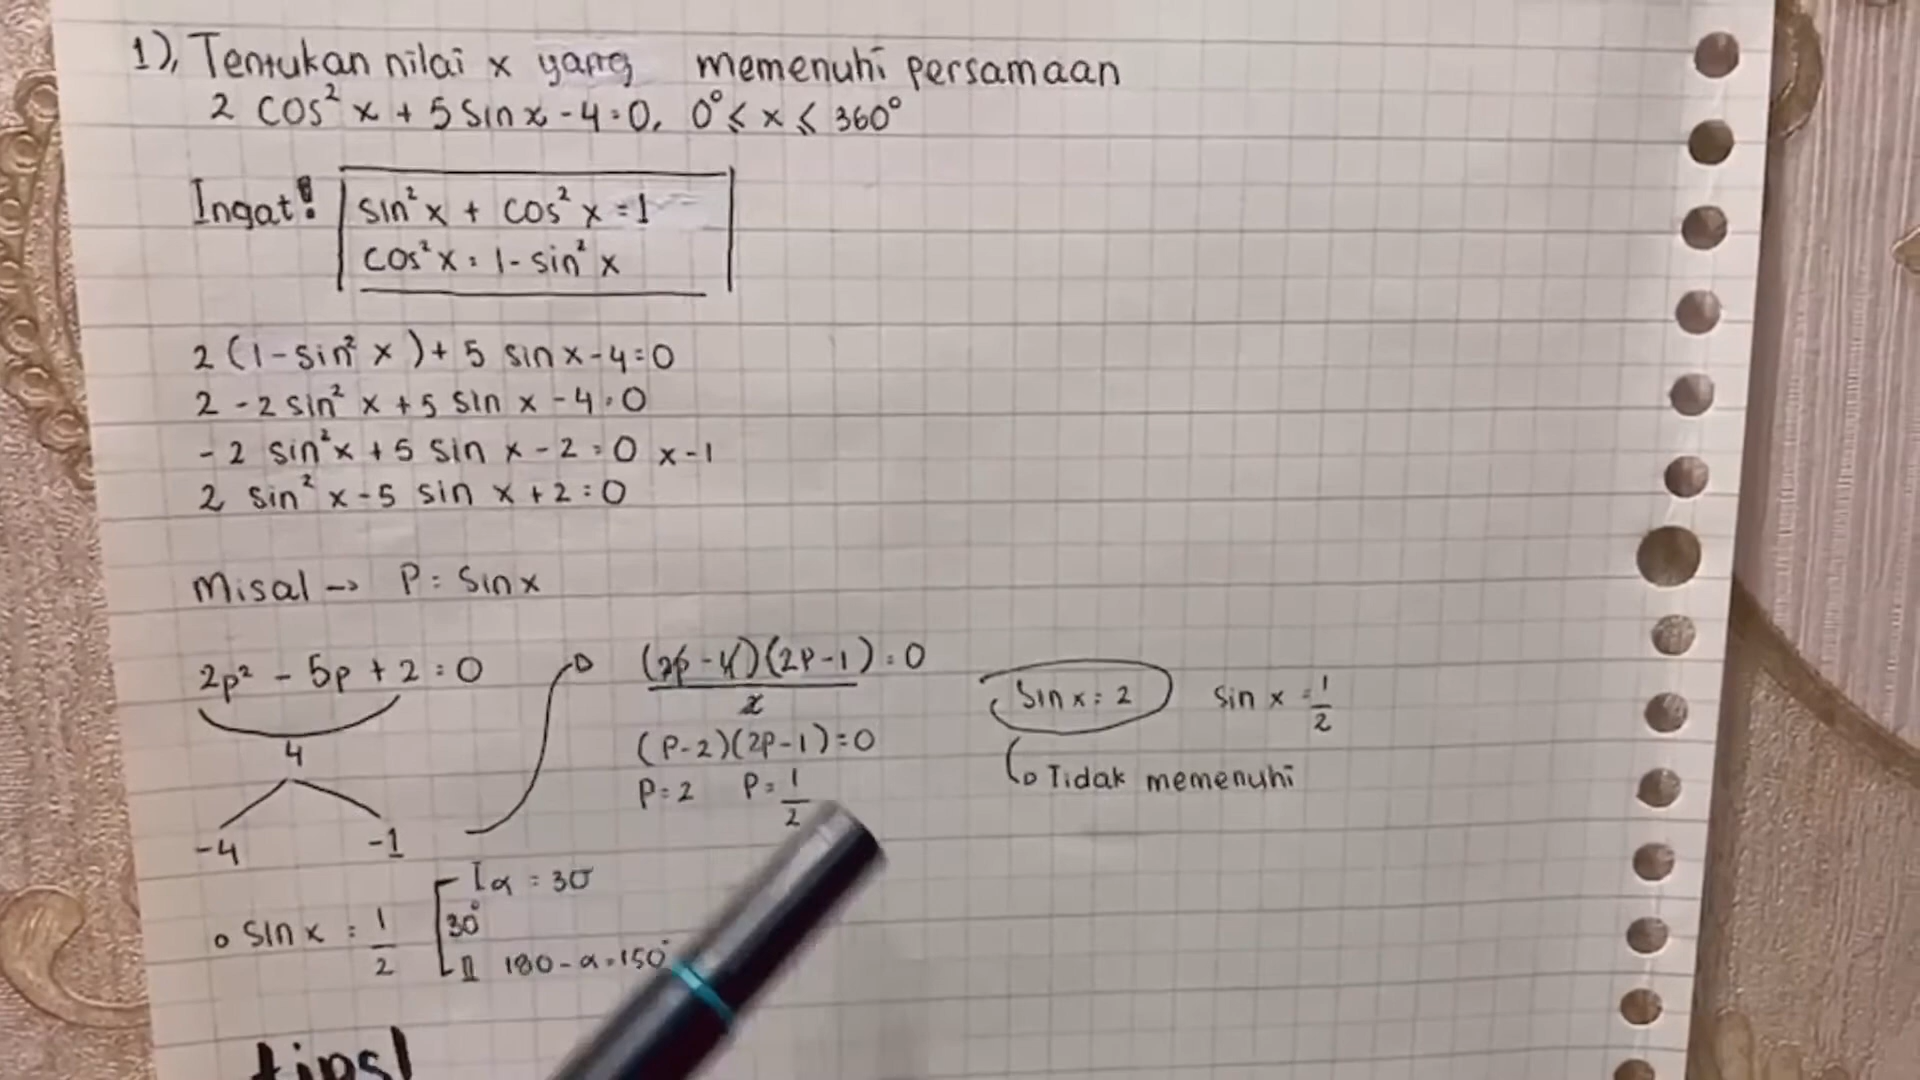 1), Tentukan nilai x yang memenuhi persamaan
2 cos² x + 5 sin x - 4 = 0, 0° ≤ x ≤ 360°
Ingat! sin² x + cos² x = 1
cos² x = 1 - sin² x
2 (1 - sin² x) + 5 sin x - 4 = 0
2 - 2 sin² x + 5 sin x - 4 = 0
- 2 sin² x + 5 sin x - 2 = 0 x - 1
2 sin² x - 5 sin x + 2 = 0
Misal → P = sin x
2p² - 5p + 2 = 0
4
-4 -1
(2p - 4)(2p - 1) = 0
2
(p - 2)(2p - 1) = 0
P = 2 P = 1/2
sin x = 2 sin x = 1/2
Tidak memenuhi
sin x = 1/2
I α = 30
30°
II 180 - α = 150°
tips!